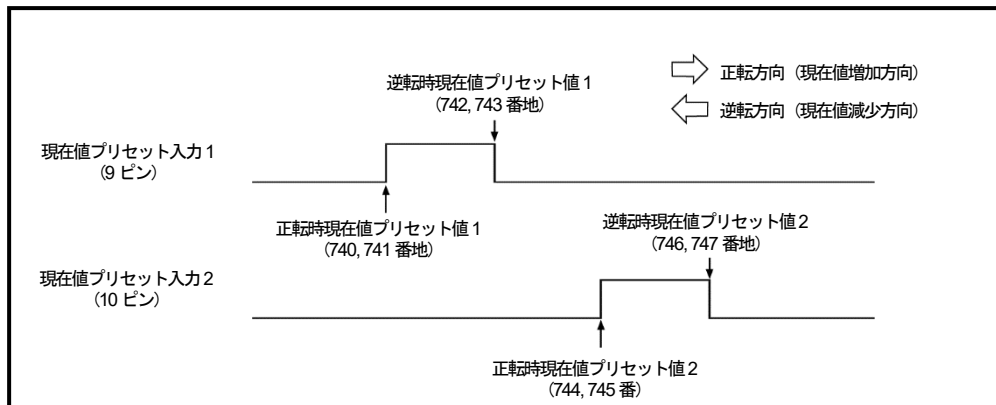 逆転時現在値プリセット値1
(742, 743 番地)
正転方向（現在値増加方向）
逆転方向（現在値減少方向）
現在値プリセット入力1
(9 ピン)
正転時現在値プリセット値1
(740, 741 番地)
逆転時現在値プリセット値2
(746, 747 番地)
現在値プリセット入力2
(10 ピン)
正転時現在値プリセット値2
(744, 745 番)